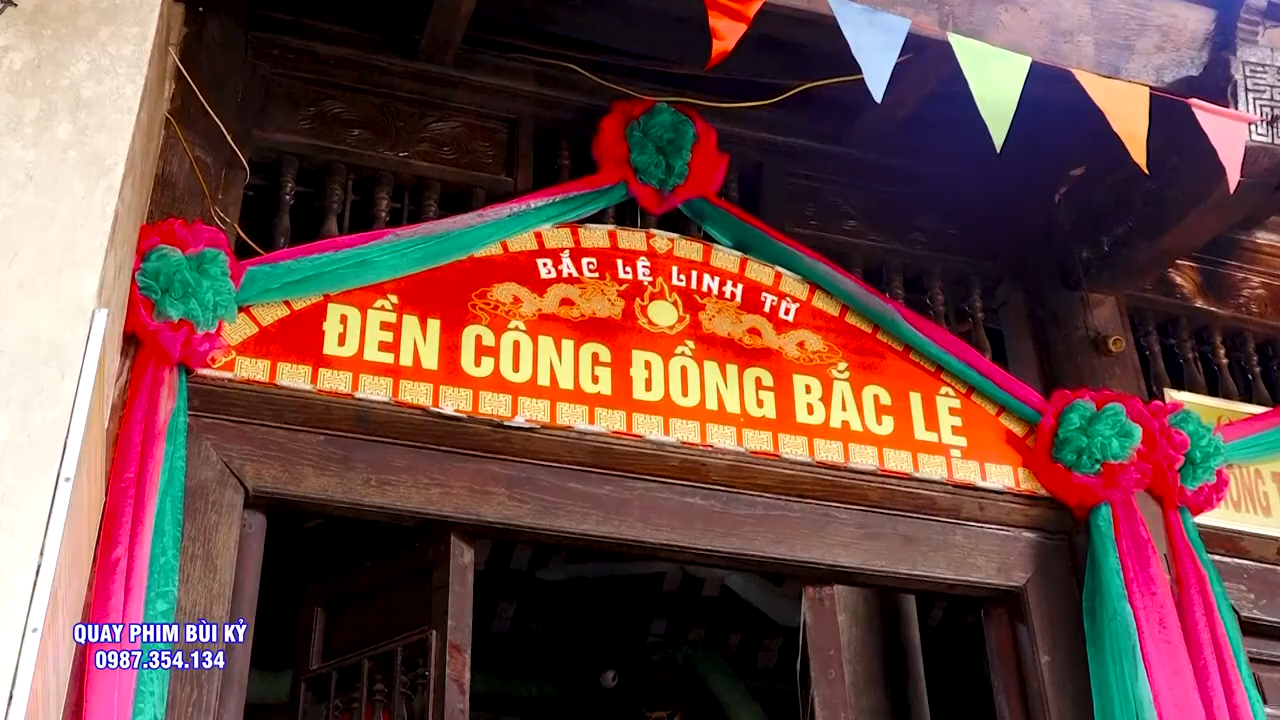 BẮC LỆ LINH TỪ
ĐỀN CÔNG ĐỒNG BẮC LỆ
QUAY PHIM BÙI KỶ
0987.354.134